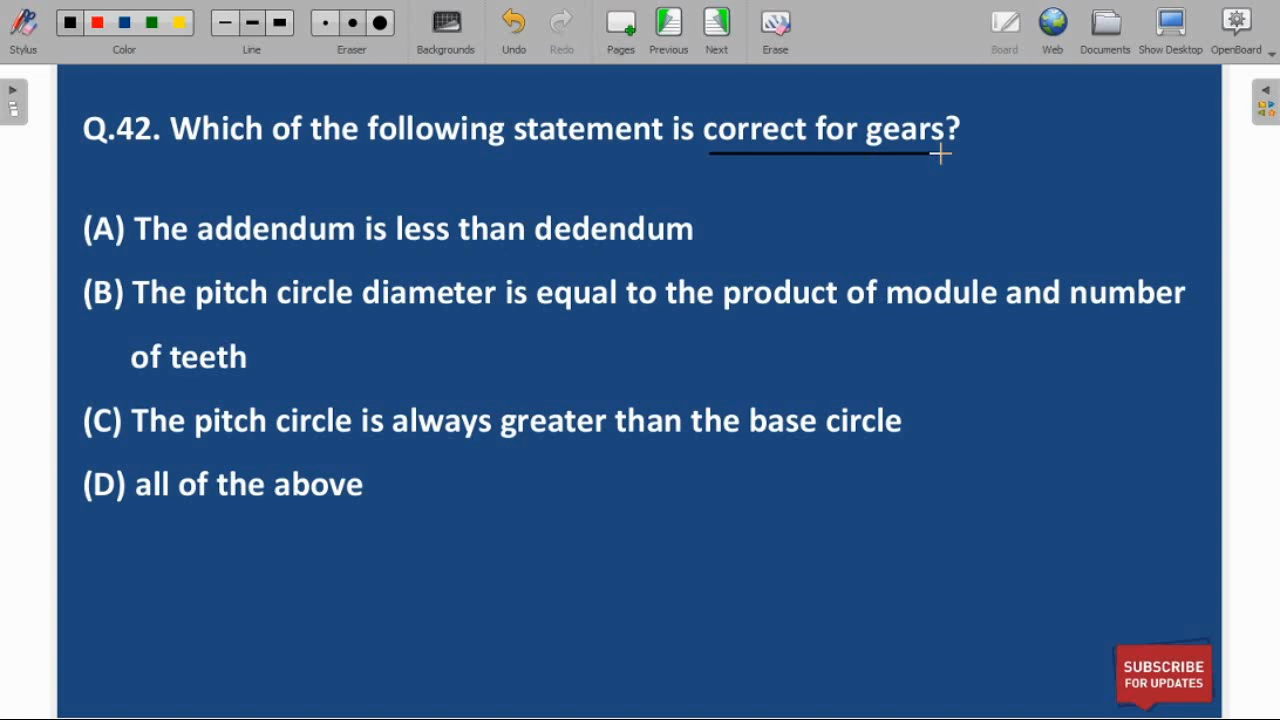 Stylus
Color
Line
Eraser
Backgrounds
Undo
Redo
Pages
Previous
Next
Erase
Board
Web
Documents
Show Desktop
OpenBoard
Q.42. Which of the following statement is correct for gears?
(A) The addendum is less than dedendum
(B) The pitch circle diameter is equal to the product of module and number
of teeth
(C) The pitch circle is always greater than the base circle
(D) all of the above
SUBSCRIBE
FOR UPDATES